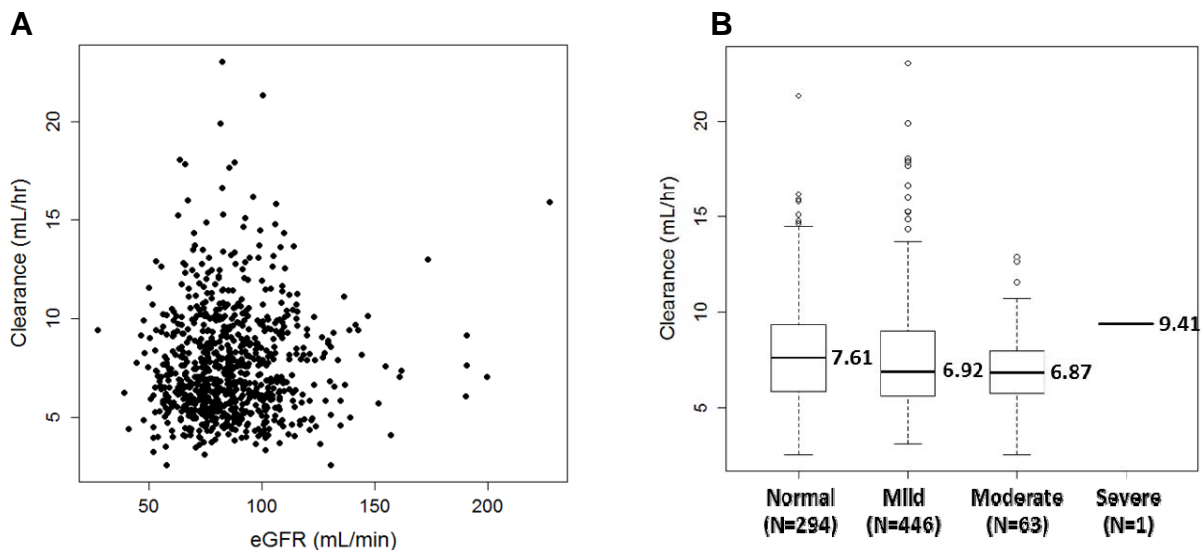 A
Clearance (mL/hr)
20
15
10
5
50
100
150
200
eGFR (mL/min)
B
Clearance (mL/hr)
20
15
10
5
7.61
6.92
6.87
9.41
Normal
(N=294)
Mild
(N=446)
Moderate
(N=63)
Severe
(N=1)